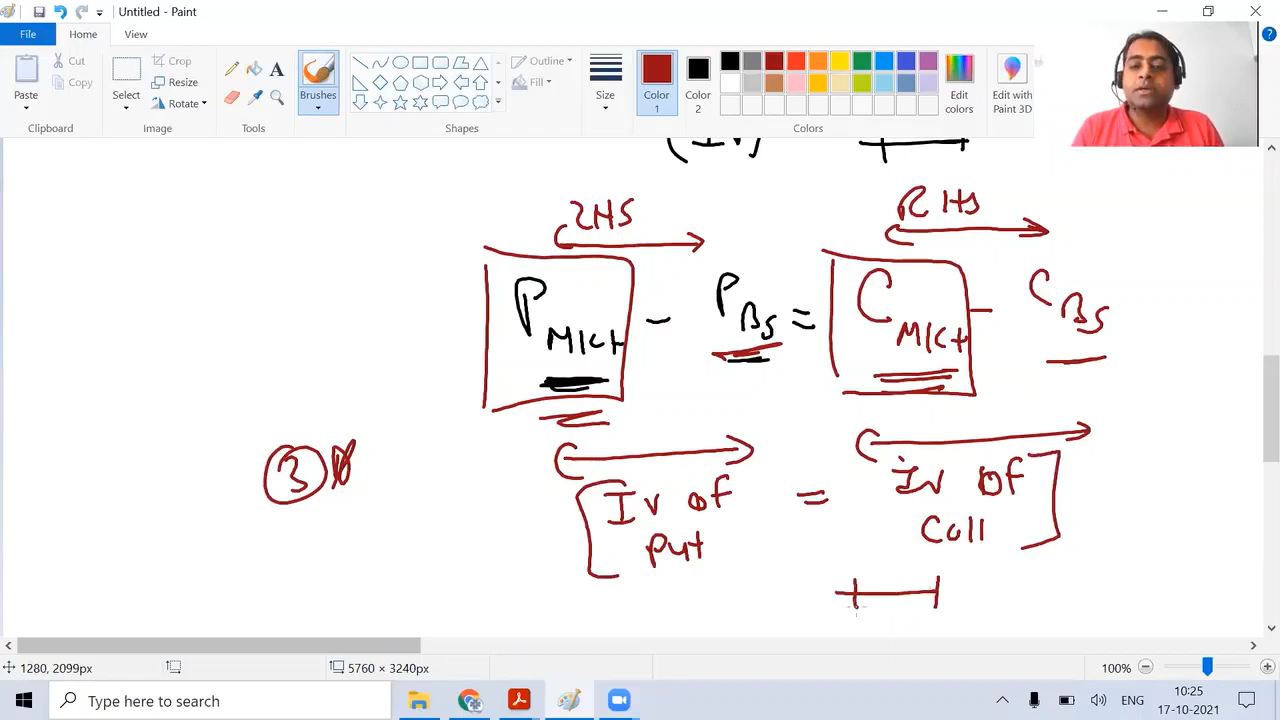 Untitled - Paint
File Home View
Paste Cut Copy Select Crop Resize Rotate Brushes Outline Fill Size Color 1 Color 2 Edit colors Edit with Paint 3D
Clipboard Image Tools Shapes Colors
(IV)
LHS RHS
P Mkt - P BS = C Mkt - C BS
3
IV of = IV of
Put Call
1280, 2099px 5760 × 3240px 100%
Type here to search ENG 10:25
17-10-2021